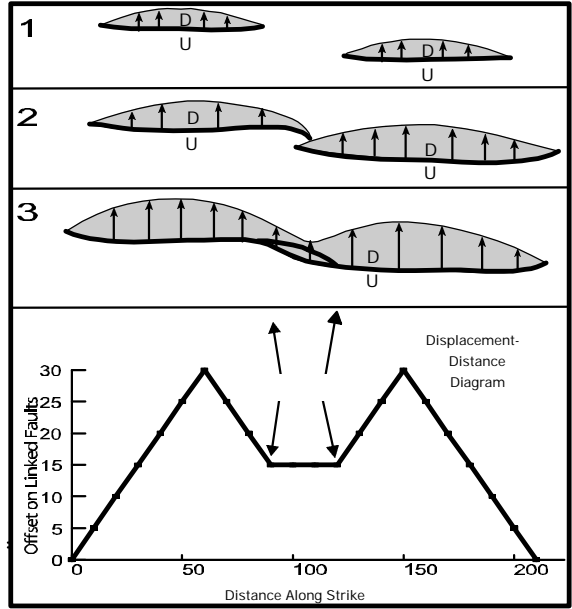 1
D
U
D
U
2
D
U
D
U
3
D
U
Displacement-
Distance
Diagram
Offset on Linked Faults
30
25
20
15
10
5
0
0
50
100
150
200
Distance Along Strike